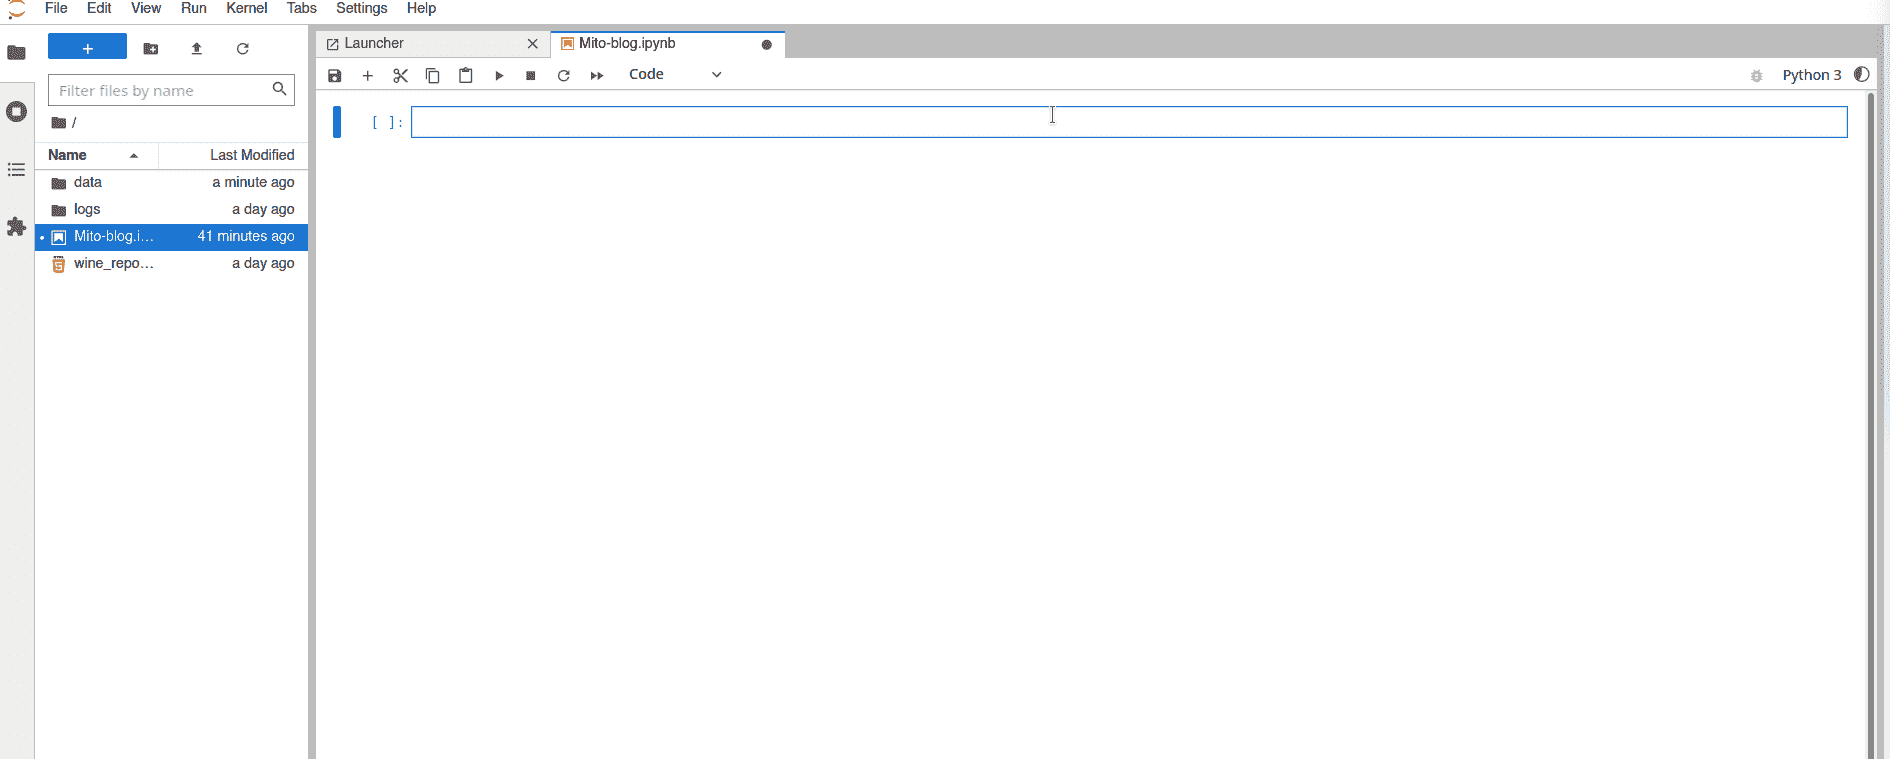 File Edit View Run Kernel Tabs Settings Help
+
Launcher
Mito-blog.ipynb
Code
Python 3
Filter files by name
/
Name Last Modified
data a minute ago
logs a day ago
Mito-blog.i... 41 minutes ago
wine_repo... a day ago
[ ]: